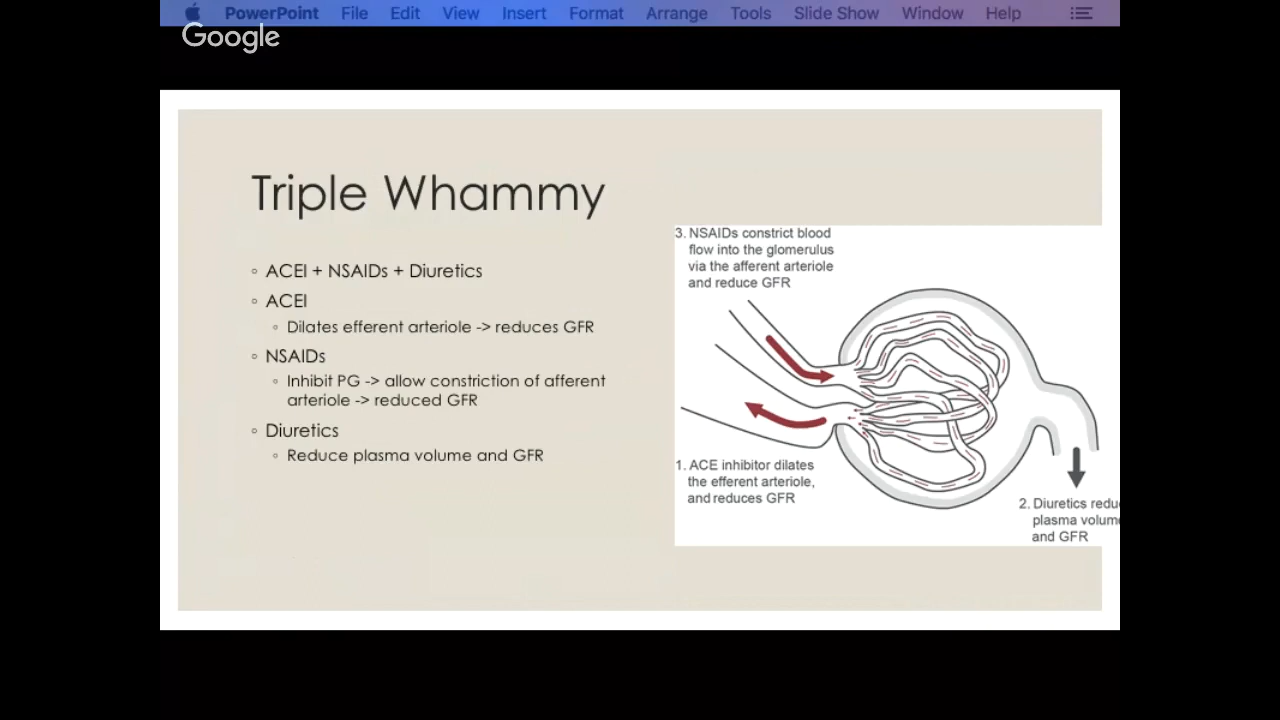 PowerPoint File Edit View Insert Format Arrange Tools Slide Show Window Help
Google
Triple Whammy
◦ ACEI + NSAIDs + Diuretics
◦ ACEI
◦ Dilates efferent arteriole -> reduces GFR
◦ NSAIDs
◦ Inhibit PG -> allow constriction of afferent
arteriole -> reduced GFR
◦ Diuretics
◦ Reduce plasma volume and GFR
3. NSAIDs constrict blood
flow into the glomerulus
via the afferent arteriole
and reduce GFR
1. ACE inhibitor dilates
the efferent arteriole,
and reduces GFR
2. Diuretics redu
plasma volum
and GFR